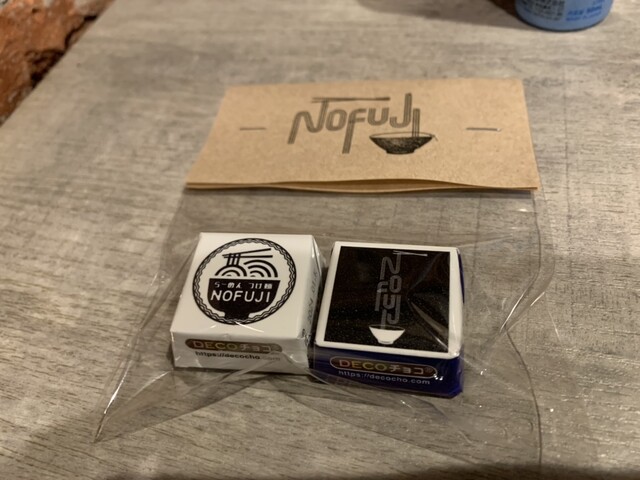 NoFuJi
らーめん つけ麺
NOFUJI
DECOチョコ
https://decocho
NoFuJi
DECOチョコ
https://decocho.com